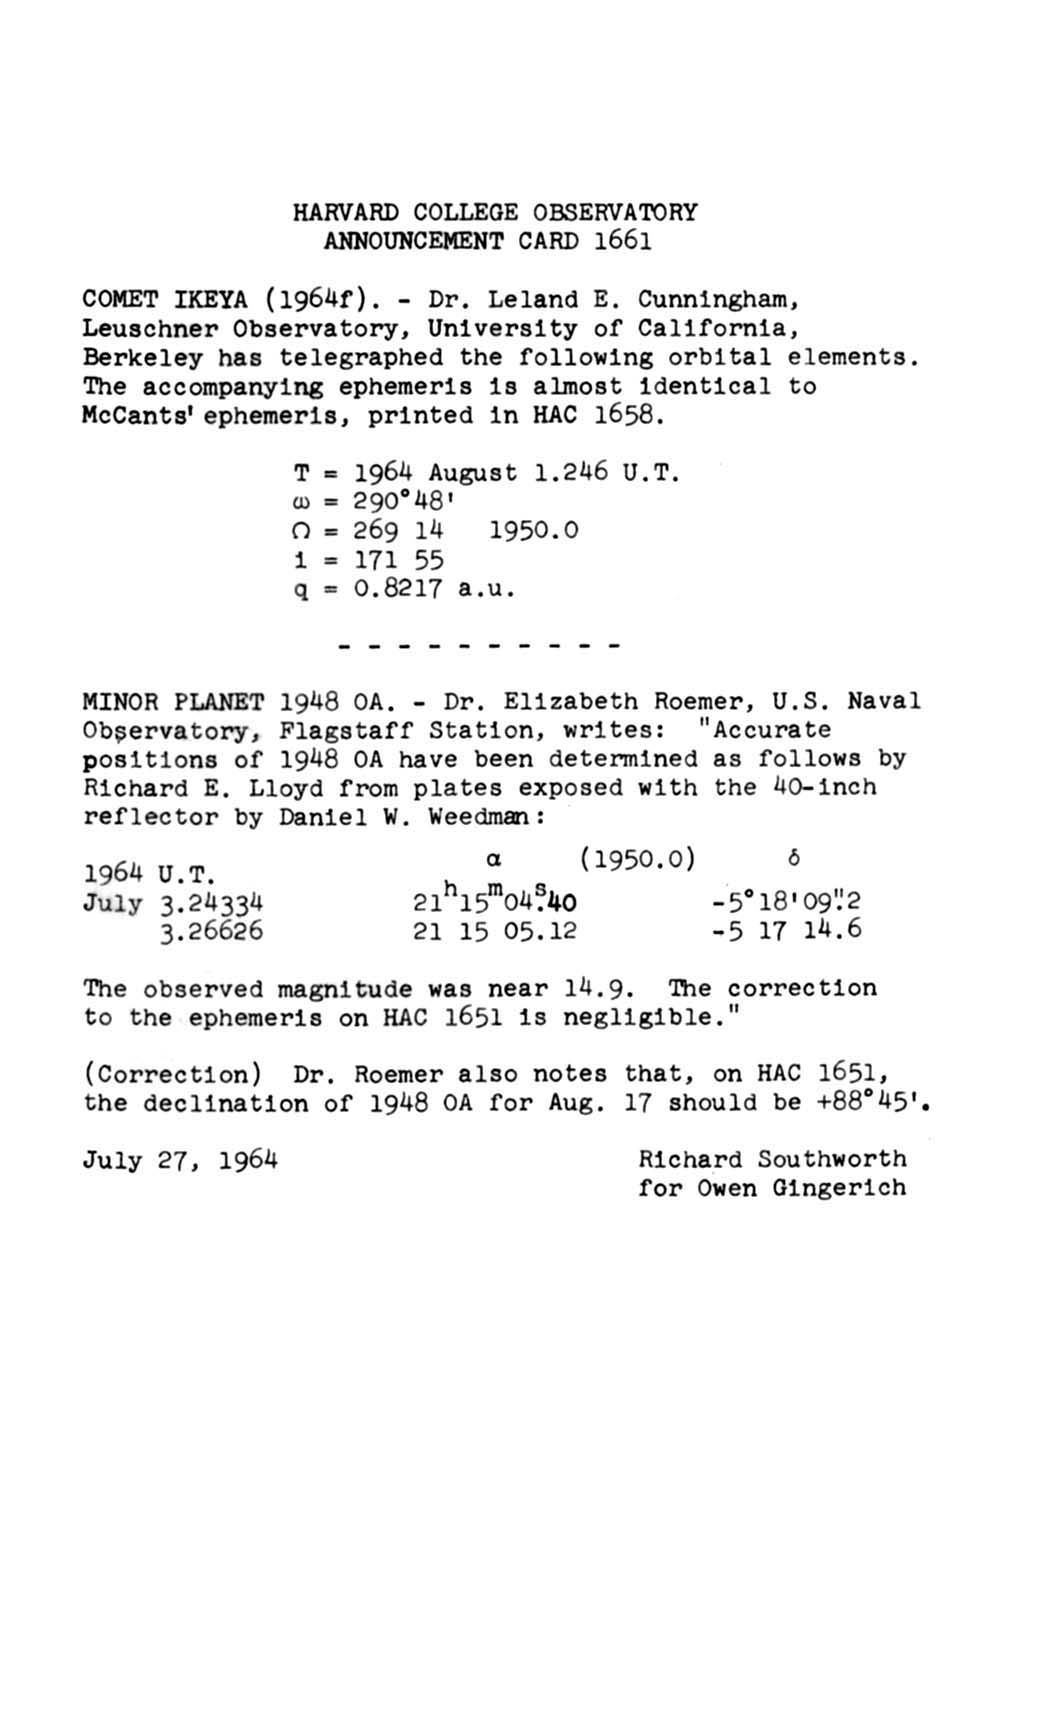 HARVARD COLLEGE OBSERVATORY
ANNOUNCEMENT CARD 1661
COMET IKEYA (1964f). - Dr. Leland E. Cunningham,
Leuschner Observatory, University of California,
Berkeley has telegraphed the following orbital elements.
The accompanying ephemeris is almost identical to
McCants' ephemeris, printed in HAC 1658.
T = 1964 August 1.246 U.T.
ω = 290°48'
Ω = 269 14 1950.0
i = 171 55
q = 0.8217 a.u.
- - - - - - - - - -
MINOR PLANET 1948 OA. - Dr. Elizabeth Roemer, U.S. Naval
Observatory, Flagstaff Station, writes: "Accurate
positions of 1948 OA have been determined as follows by
Richard E. Lloyd from plates exposed with the 40-inch
reflector by Daniel W. Weedman:
1964 U.T. α (1950.0) δ
July 3.24334 21h15m04s.40 -5°18'09".2
3.26626 21 15 05.12 -5 17 14.6
The observed magnitude was near 14.9. The correction
to the ephemeris on HAC 1651 is negligible."
(Correction) Dr. Roemer also notes that, on HAC 1651,
the declination of 1948 OA for Aug. 17 should be +88°45'.
July 27, 1964 Richard Southworth
for Owen Gingerich